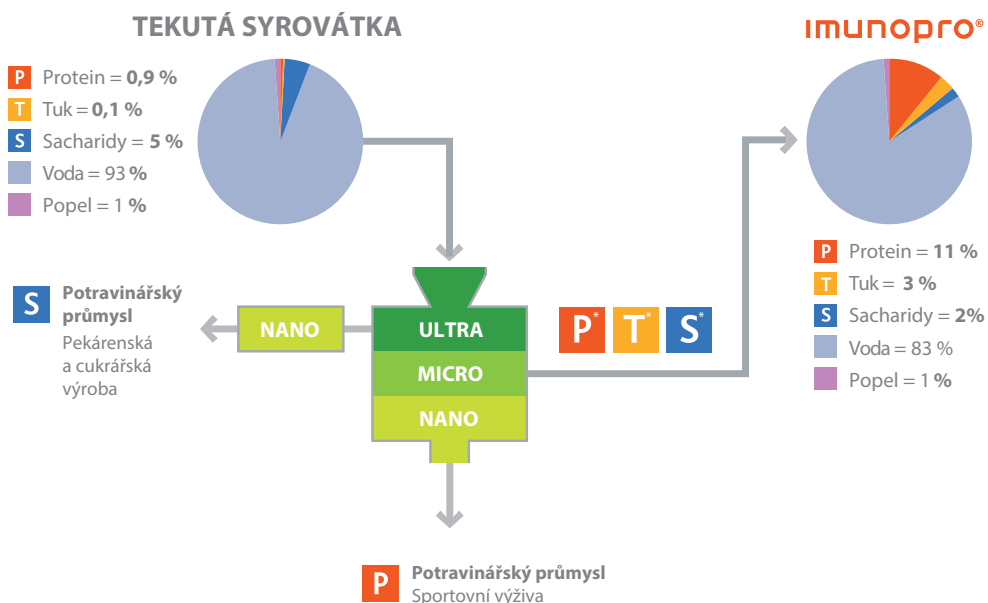 TEKUTÁ SYROVÁTKA
P Protein = 0,9 %
T Tuk = 0,1 %
S Sacharidy = 5 %
Voda = 93 %
Popel = 1 %
ımunopro®
P Protein = 11 %
T Tuk = 3 %
S Sacharidy = 2%
Voda = 83 %
Popel = 1 %
S Potravinářský
průmysl
Pekárenská
a cukrářská
výroba
NANO
ULTRA
MICRO
NANO
P* T* S*
P Potravinářský průmysl
Sportovní výživa